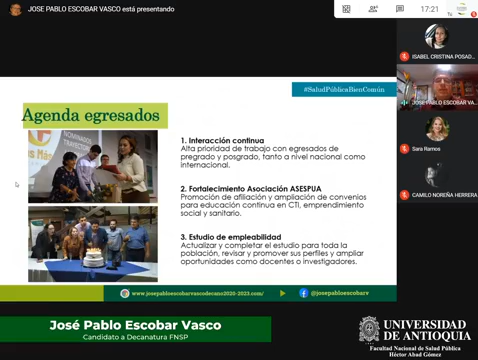 JOSE PABLO ESCOBAR VASCO está presentando
17:21
#SaludPúblicaBienComún
Agenda egresados
NOMINADOS
TRAYECTOR
1. Interacción continua
Alta prioridad de trabajo con egresados de
pregrado y posgrado, tanto a nivel nacional como
internacional.
2. Fortalecimiento Asociación ASESPUA
Promoción de afiliación y ampliación de convenios
para educación continua en CTI, emprendimiento
social y sanitario.
3. Estudio de empleabilidad
Actualizar y completar el estudio para toda la
población, revisar y promover sus perfiles y ampliar
oportunidades como docentes o investigadores.
www.josepabloescobarvascodecano2020-2023.com/
@josepabloescobarv
ISABEL CRISTINA POSAD...
JOSE PABLO ESCOBAR VA...
Sara Ramos
CAMILO NOREÑA HERRERA
José Pablo Escobar Vasco
Candidato a Decanatura FNSP
UNIVERSIDAD
DE ANTIOQUIA
Facultad Nacional de Salud Pública
Héctor Abad Gómez